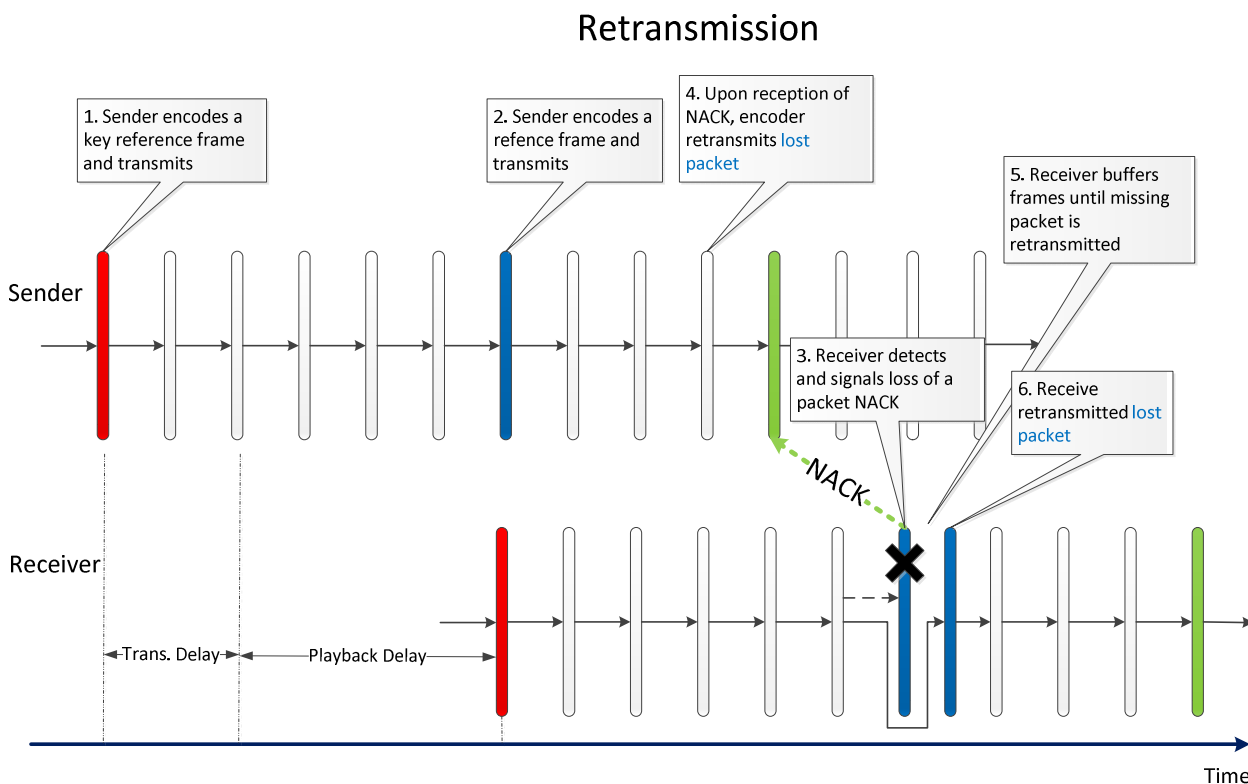 Retransmission
1. Sender encodes a
key reference frame
and transmits
2. Sender encodes a
refence frame and
transmits
4. Upon reception of
NACK, encoder
retransmits lost
packet
5. Receiver buffers
frames until missing
packet is
retransmitted
Sender
3. Receiver detects
and signals loss of a
packet NACK
6. Receive
retransmitted lost
packet
NACK
Receiver
Trans. Delay
Playback Delay
Time